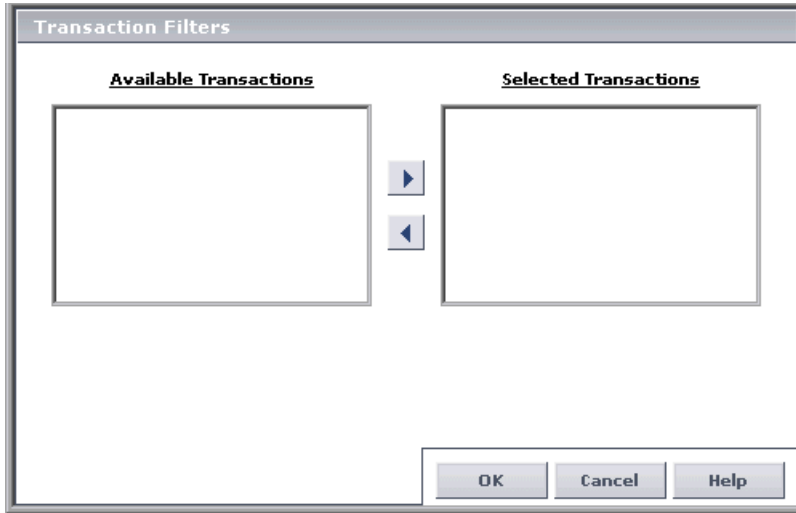 Transaction Filters
Available Transactions
Selected Transactions
OK
Cancel
Help